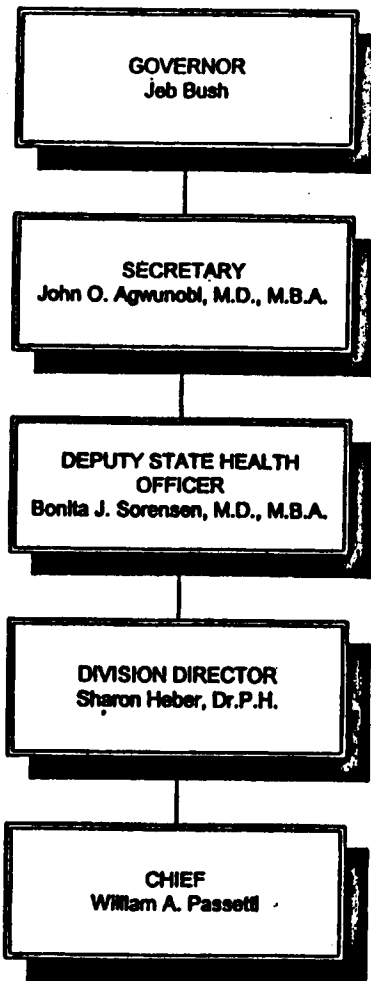 GOVERNOR
Jeb Bush
SECRETARY
John O. Agwunobi, M.D., M.B.A.
DEPUTY STATE HEALTH
OFFICER
Bonita J. Sorensen, M.D., M.B.A.
DIVISION DIRECTOR
Sharon Heber, Dr.P.H.
CHIEF
William A. Passetti